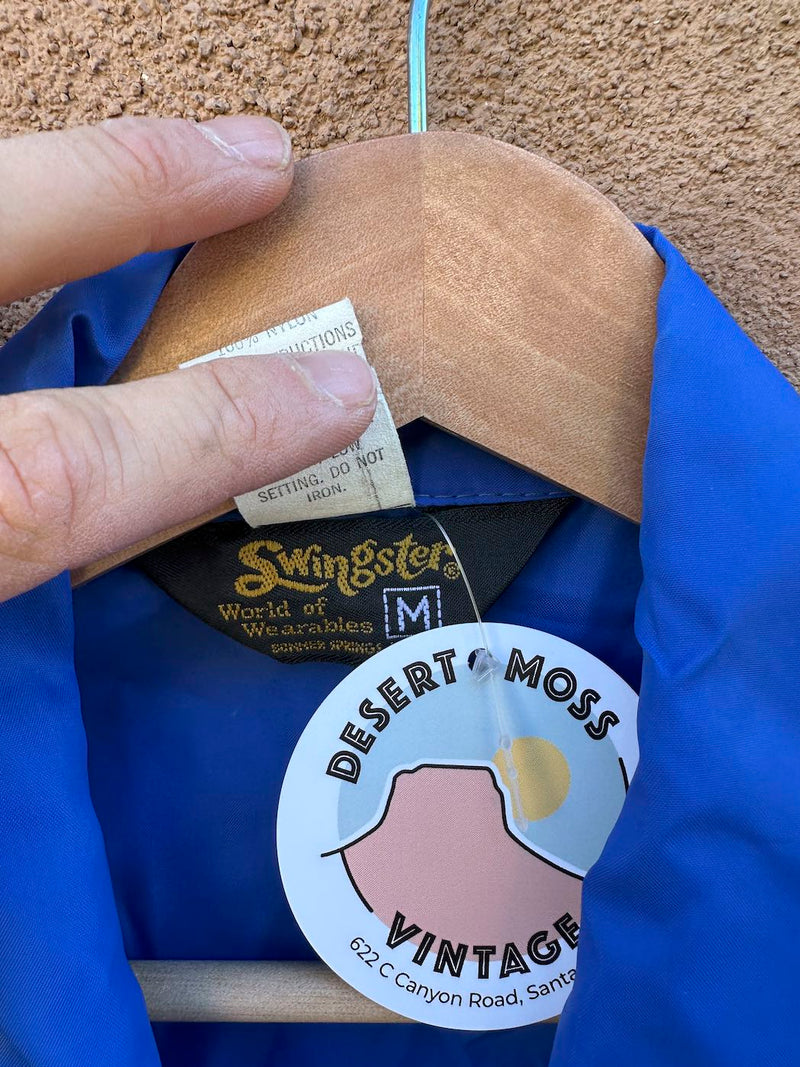 100% NYLON
SETTING. DO NOT
IRON.
Swingster®
World of
Wearables
M
DESERT MOSS
VINTAGE
622 C Canyon Road, Santa